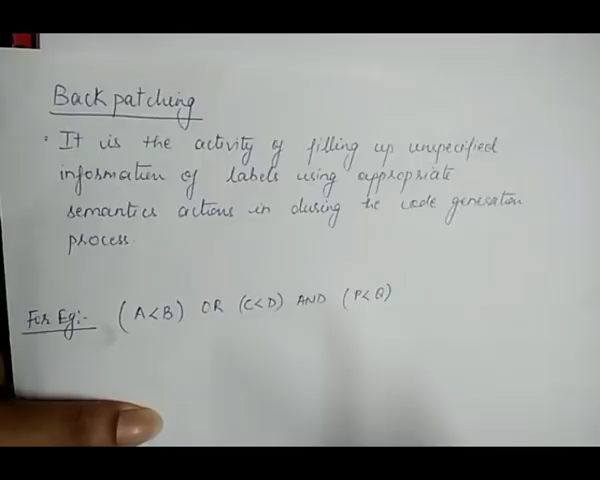 Back patching
It is the activity of filling up unspecified
information of labels using appropriate
semantics actions in during the code generation
process
For Eg:- (A<B) OR (C<D) AND (P<Q)